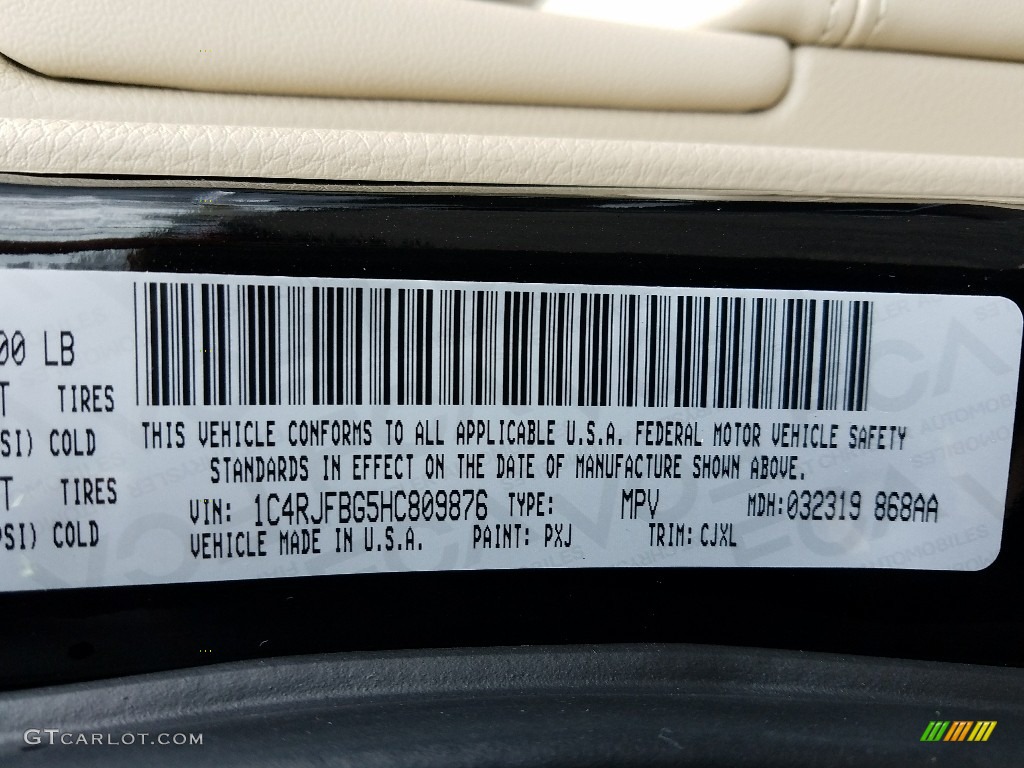 00 LB
T TIRES
SI) COLD
T TIRES
PSI) COLD
THIS VEHICLE CONFORMS TO ALL APPLICABLE U.S.A. FEDERAL MOTOR VEHICLE SAFETY
STANDARDS IN EFFECT ON THE DATE OF MANUFACTURE SHOWN ABOVE.
VIN: 1C4RJFBG5HC809876 TYPE: MPV MDH:032319 868AA
VEHICLE MADE IN U.S.A. PAINT: PXJ TRIM: CJXL
GTCARLOT.COM